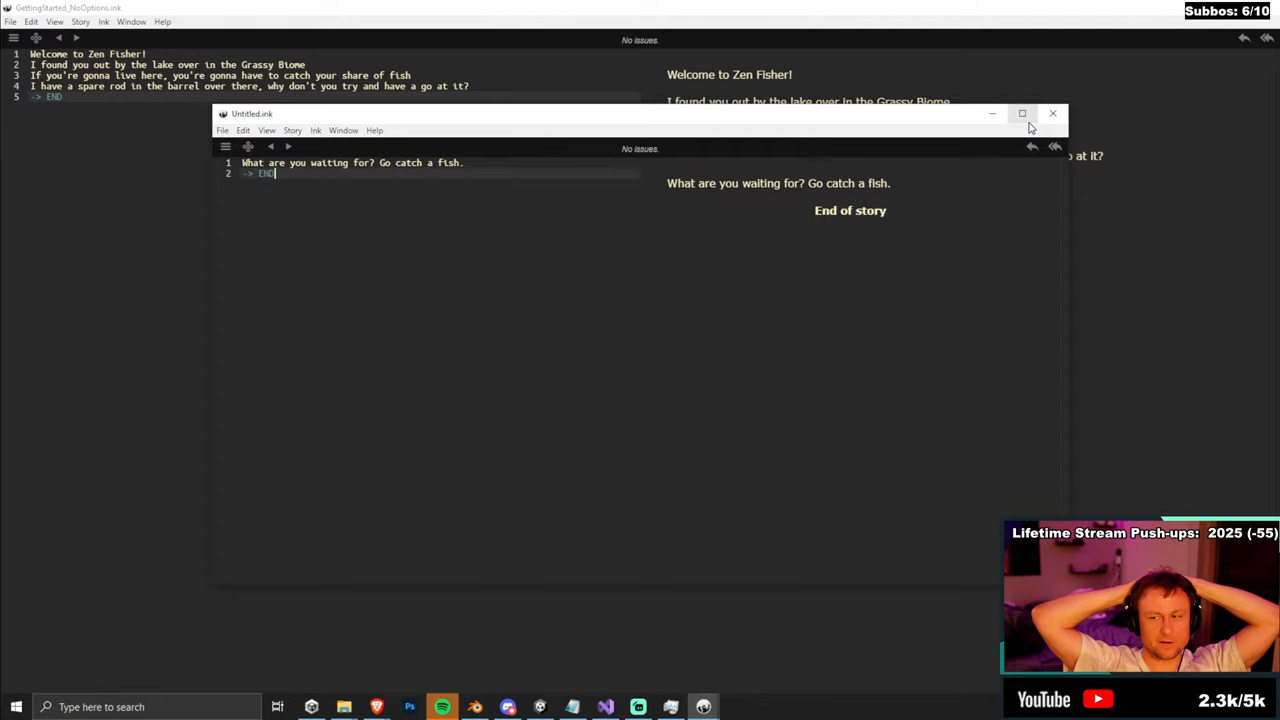 GettingStarted_NoOptions.ink
Subbos: 6/10
File Edit View Story Ink Window Help
No issues.
1 Welcome to Zen Fisher!
2 I found you out by the lake over in the Grassy Biome
3 If you're gonna live here, you're gonna have to catch your share of fish
4 I have a spare rod in the barrel over there, why don't you try and have a go at it?
5 -> END
Welcome to Zen Fisher!
I found you out by the lake over in the Grassy Biome
o at it?
Untitled.ink
File Edit View Story Ink Window Help
No issues.
1 What are you waiting for? Go catch a fish.
2 -> END
What are you waiting for? Go catch a fish.
End of story
Lifetime Stream Push-ups: 2025 (-55)
YouTube 2.3k/5k
Type here to search